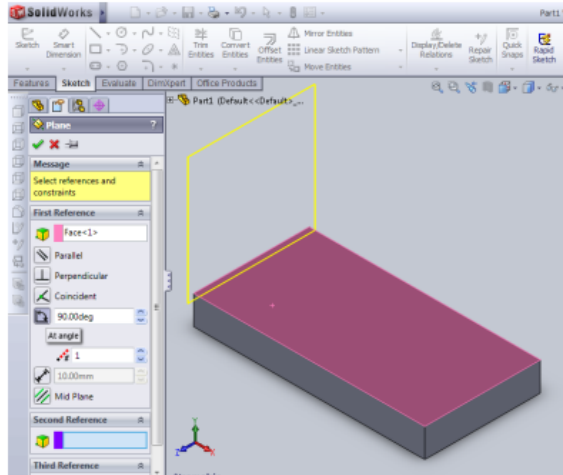 SolidWorks
Part1
Sketch
Smart Dimension
Trim Entities
Convert Entities
Offset Entities
Mirror Entities
Linear Sketch Pattern
Move Entities
Display/Delete Relations
Repair Sketch
Quick Snaps
Rapid Sketch
Features Sketch Evaluate DimXpert Office Products
Part1 (Default<<Default>_...
Plane ?
Message
Select references and
constraints
First Reference
Face<1>
Parallel
Perpendicular
Coincident
90.00deg
At angle
1
10.00mm
Mid Plane
Second Reference
Third Reference
Y
X
Z